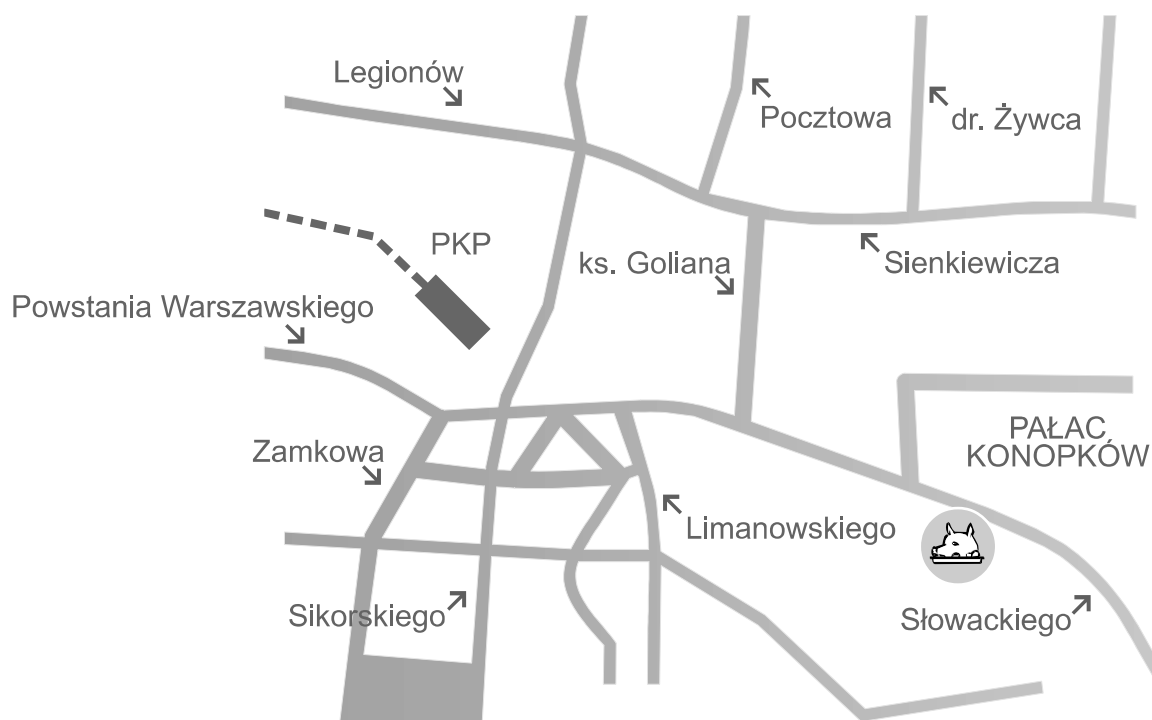 Legionów
Pocztowa
dr. Żywca
PKP
ks. Goliana
Sienkiewicza
Powstania Warszawskiego
PAŁAC
KONOPKÓW
Zamkowa
Limanowskiego
Sikorskiego
Słowackiego